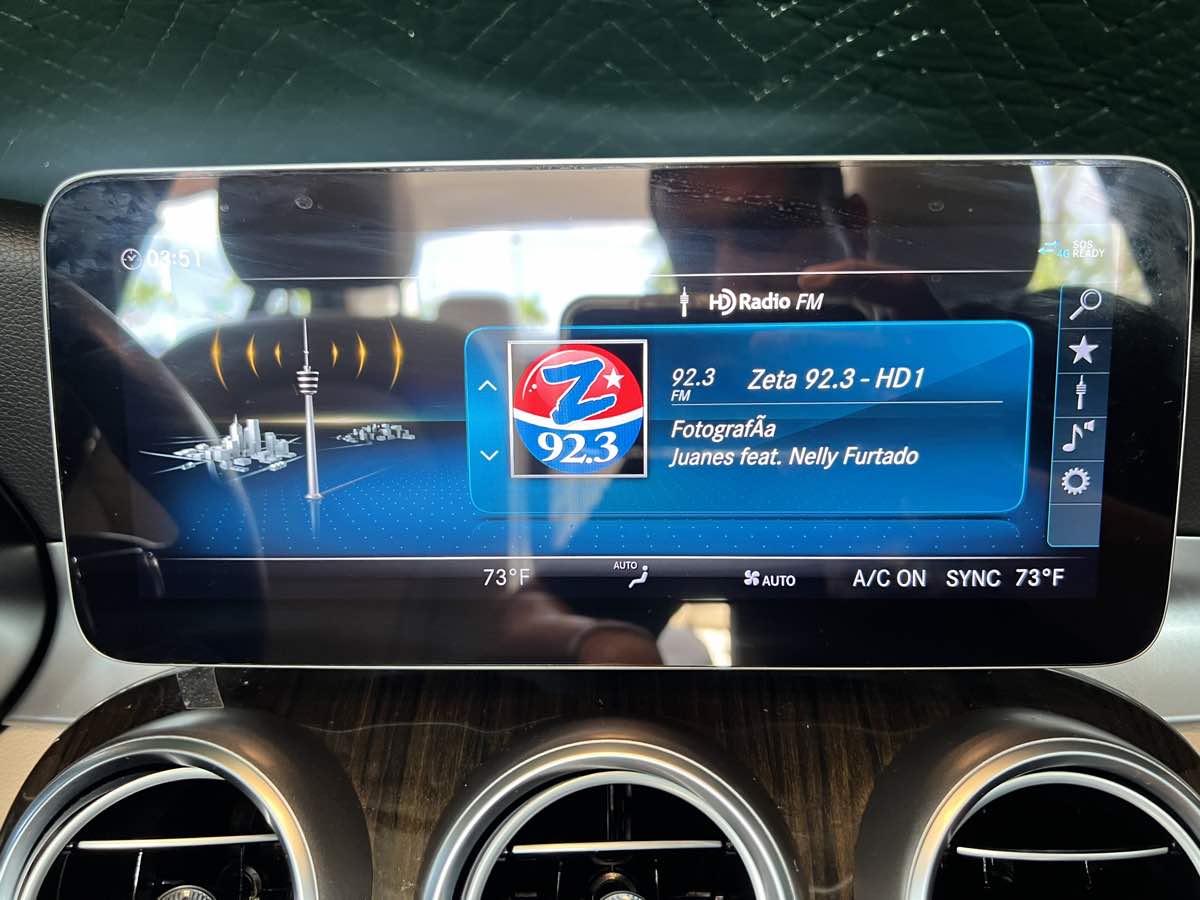 03:51
4G SOS READY
HD Radio FM
Z
92.3
92.3 FM Zeta 92.3 - HD1
FotografÃa
Juanes feat. Nelly Furtado
73°F AUTO AUTO A/C ON SYNC 73°F